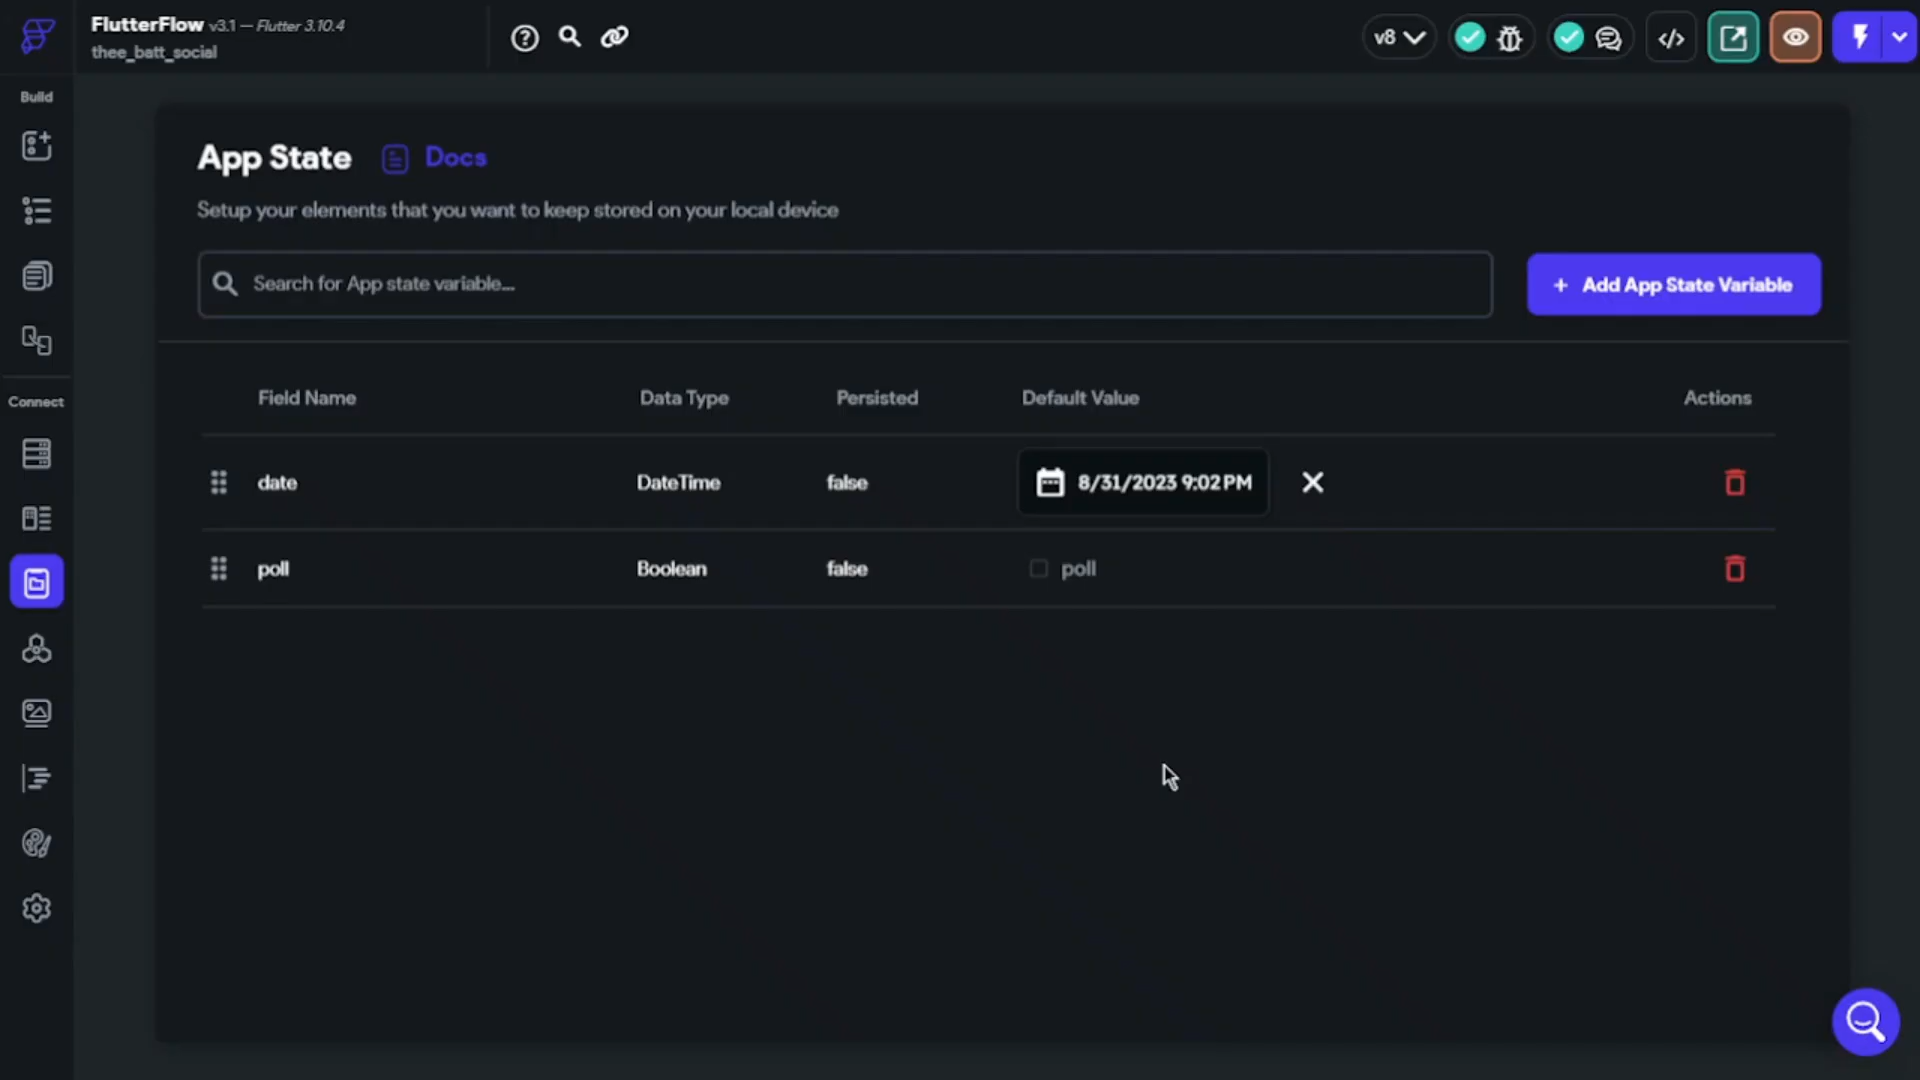 FlutterFlow v3.1 — Flutter 3.10.4
thee_batt_social
v8
Build
Connect
App State
Docs
Setup your elements that you want to keep stored on your local device
Search for App state variable...
+ Add App State Variable
Field Name Data Type Persisted Default Value Actions
date DateTime false 8/31/2023 9:02 PM
poll Boolean false poll